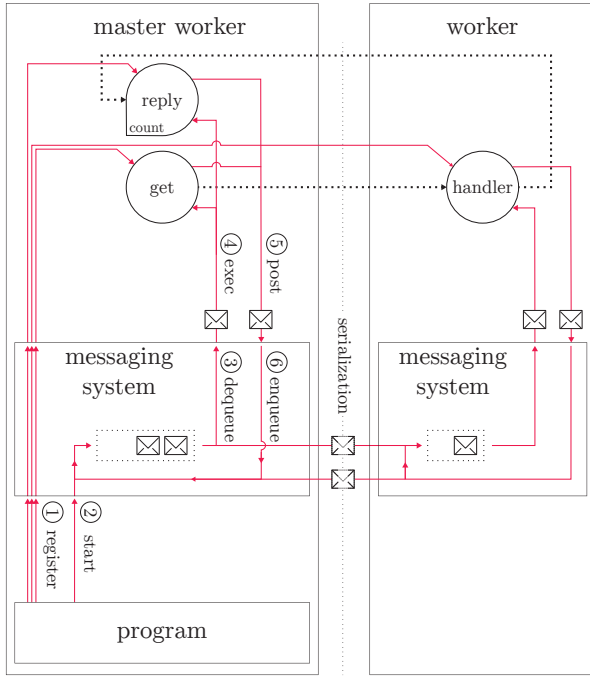 master worker
worker
reply
count
get
handler
④ exec
⑤ post
serialization
messaging
system
messaging
system
③ dequeue
⑥ enqueue
① register
② start
program